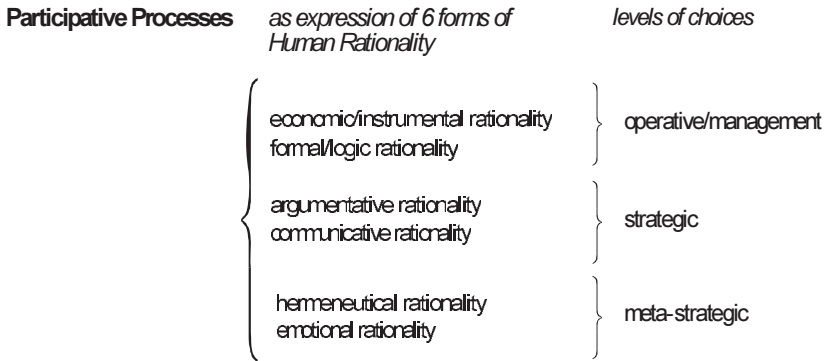 Participative Processes as expression of 6 forms of levels of choices
Human Rationality
economic/instrumental rationality
formal/logic rationality
operative/management
argumentative rationality
communicative rationality
strategic
hermeneutical rationality
emotional rationality
meta-strategic